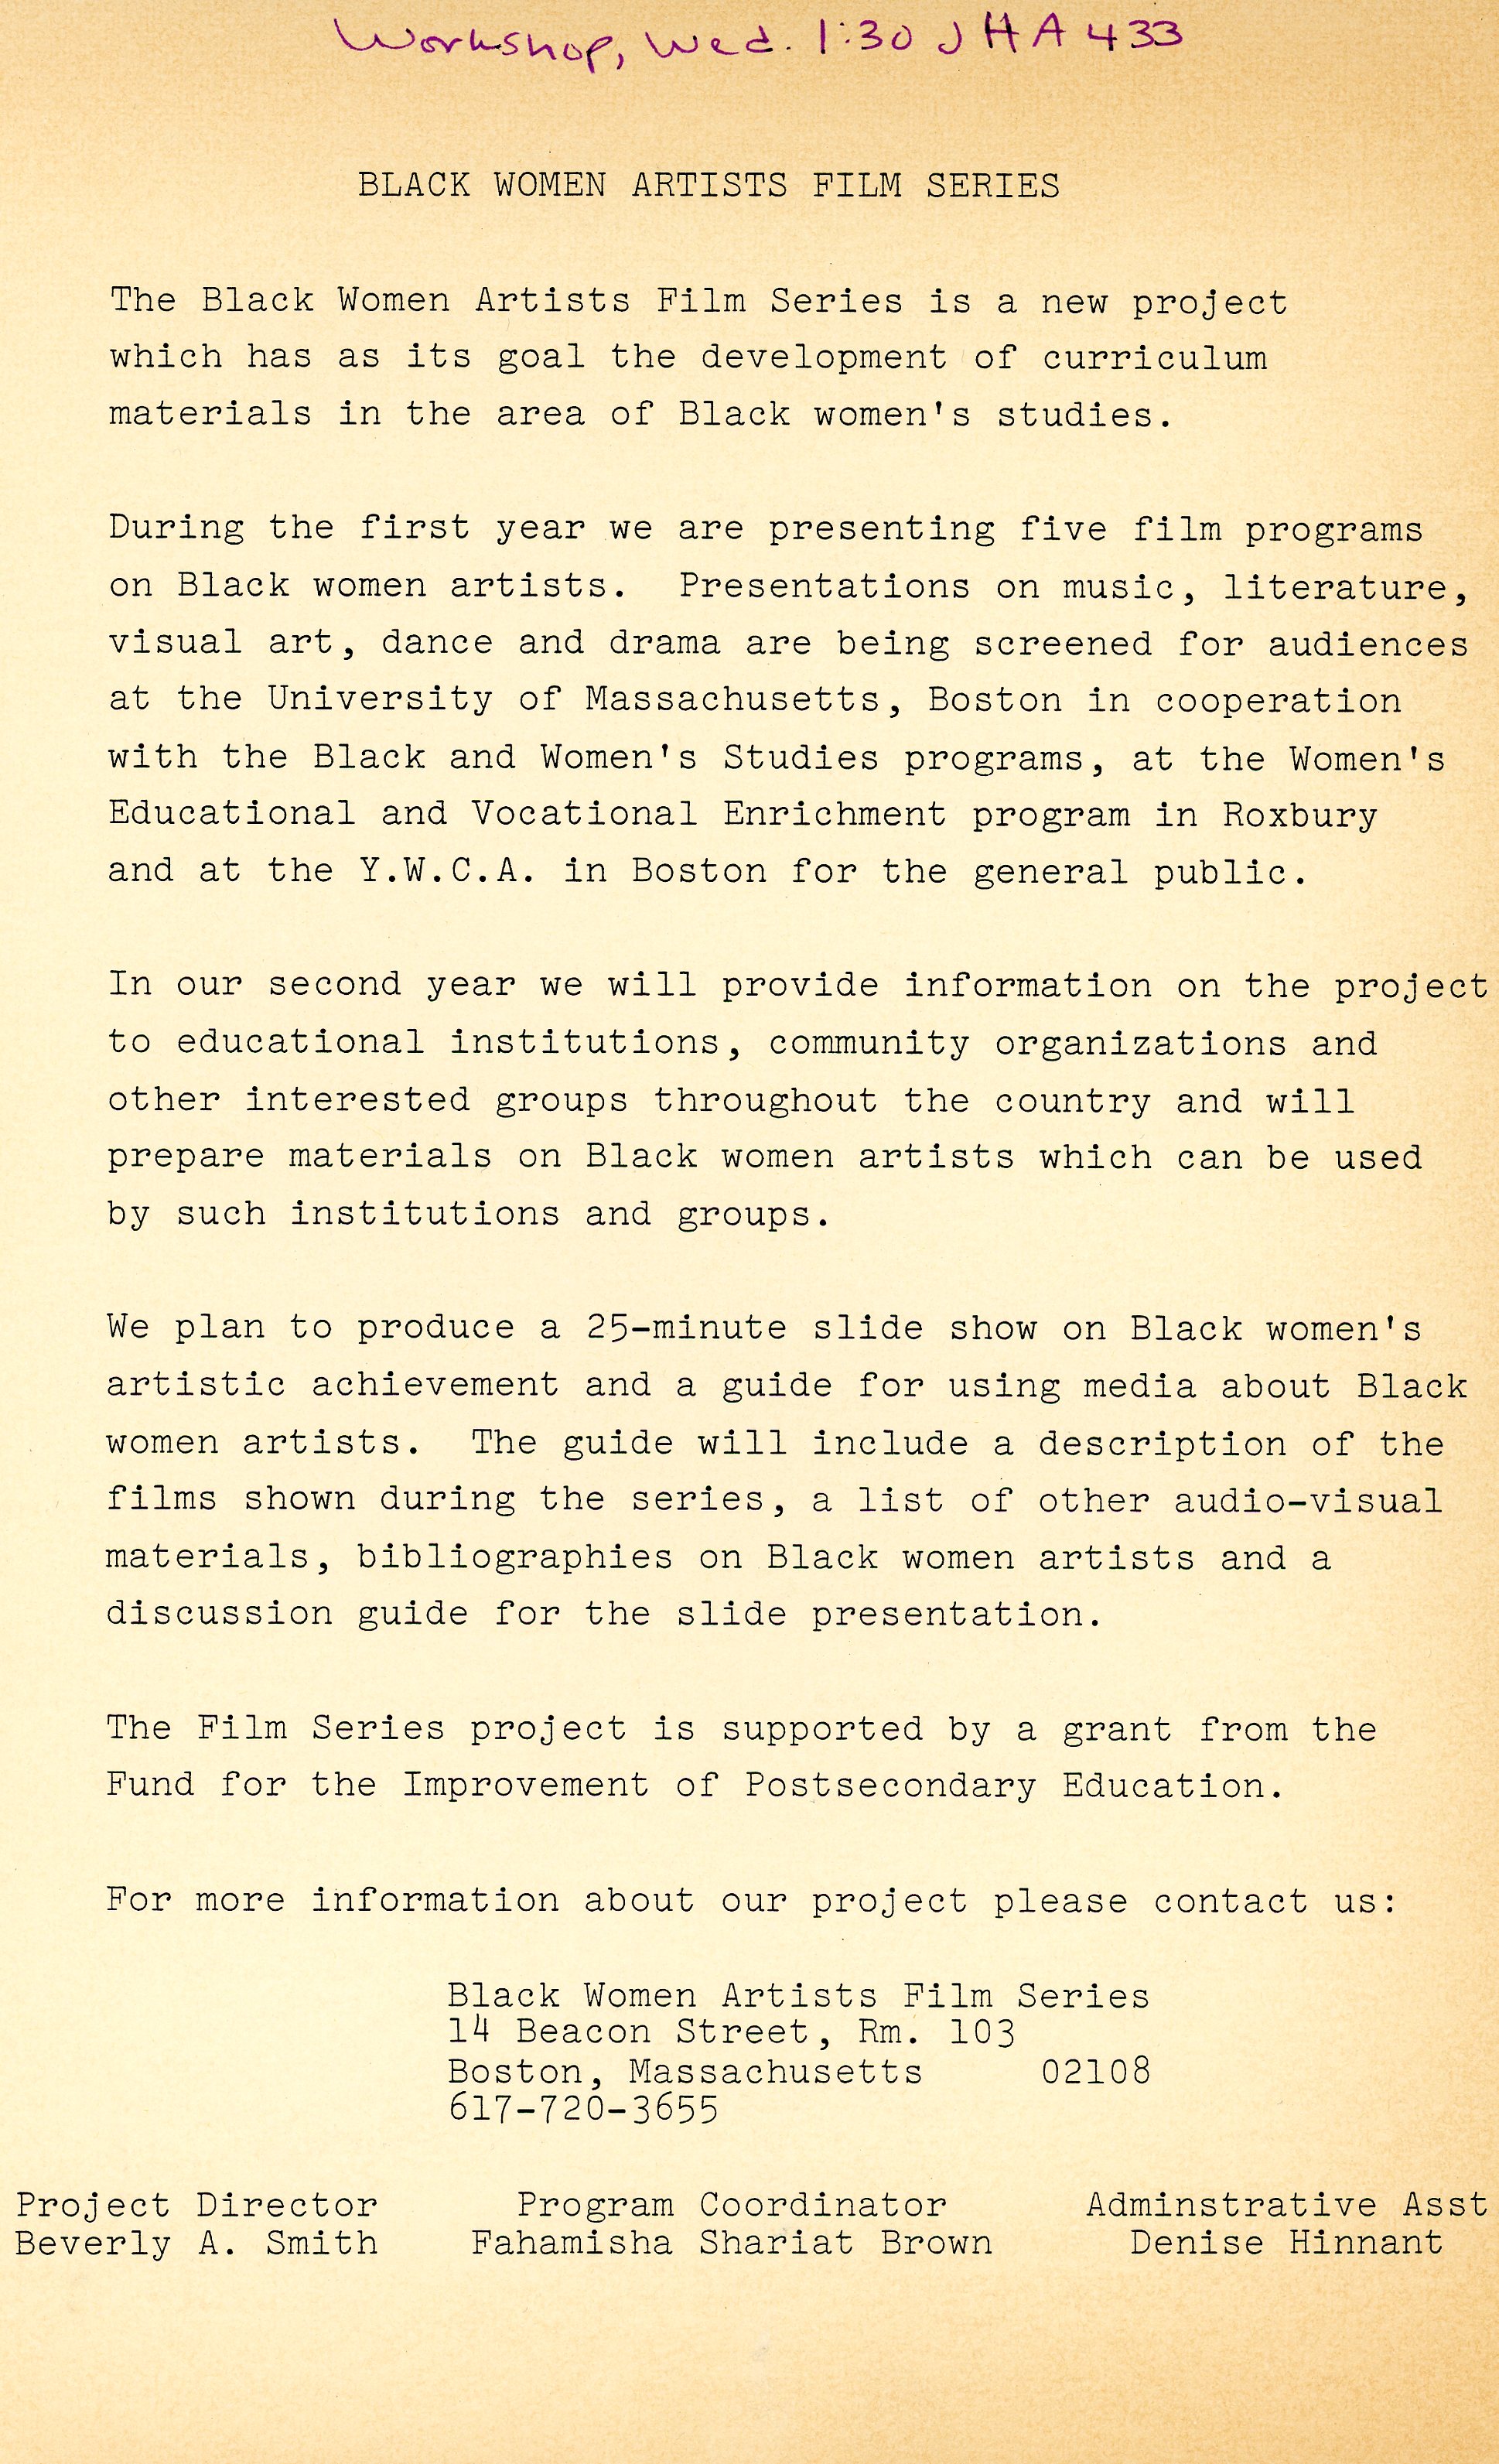 Workshop, Wed. 1:30 JHA 433
BLACK WOMEN ARTISTS FILM SERIES
The Black Women Artists Film Series is a new project
which has as its goal the development of curriculum
materials in the area of Black women's studies.
During the first year we are presenting five film programs
on Black women artists.  Presentations on music, literature,
visual art, dance and drama are being screened for audiences
at the University of Massachusetts, Boston in cooperation
with the Black and Women's Studies programs, at the Women's
Educational and Vocational Enrichment program in Roxbury
and at the Y.W.C.A. in Boston for the general public.
In our second year we will provide information on the project
to educational institutions, community organizations and
other interested groups throughout the country and will
prepare materials on Black women artists which can be used
by such institutions and groups.
We plan to produce a 25-minute slide show on Black women's
artistic achievement and a guide for using media about Black
women artists.  The guide will include a description of the
films shown during the series, a list of other audio-visual
materials, bibliographies on Black women artists and a
discussion guide for the slide presentation.
The Film Series project is supported by a grant from the
Fund for the Improvement of Postsecondary Education.
For more information about our project please contact us:
Black Women Artists Film Series
14 Beacon Street, Rm. 103
Boston, Massachusetts     02108
617-720-3655
Project Director     Program Coordinator     Adminstrative Asst
Beverly A. Smith     Fahamisha Shariat Brown     Denise Hinnant